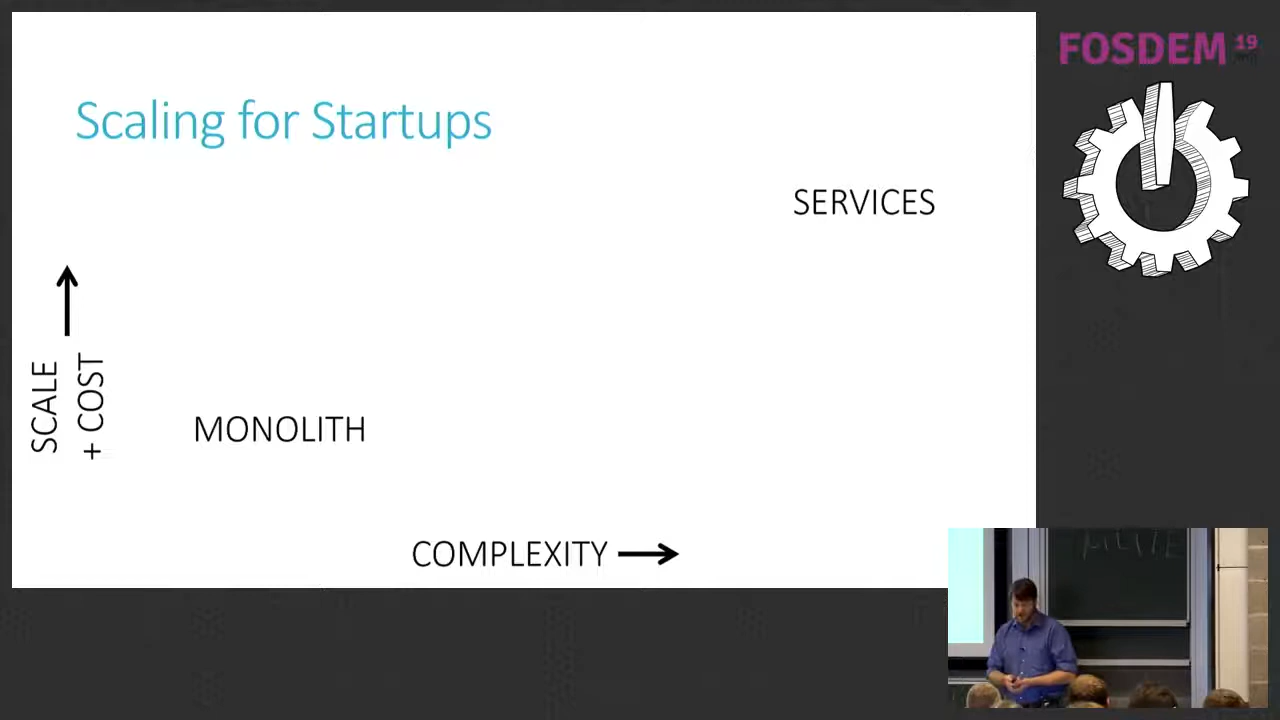 Scaling for Startups
SERVICES
SCALE
+ COST
MONOLITH
COMPLEXITY
FOSDEM 19